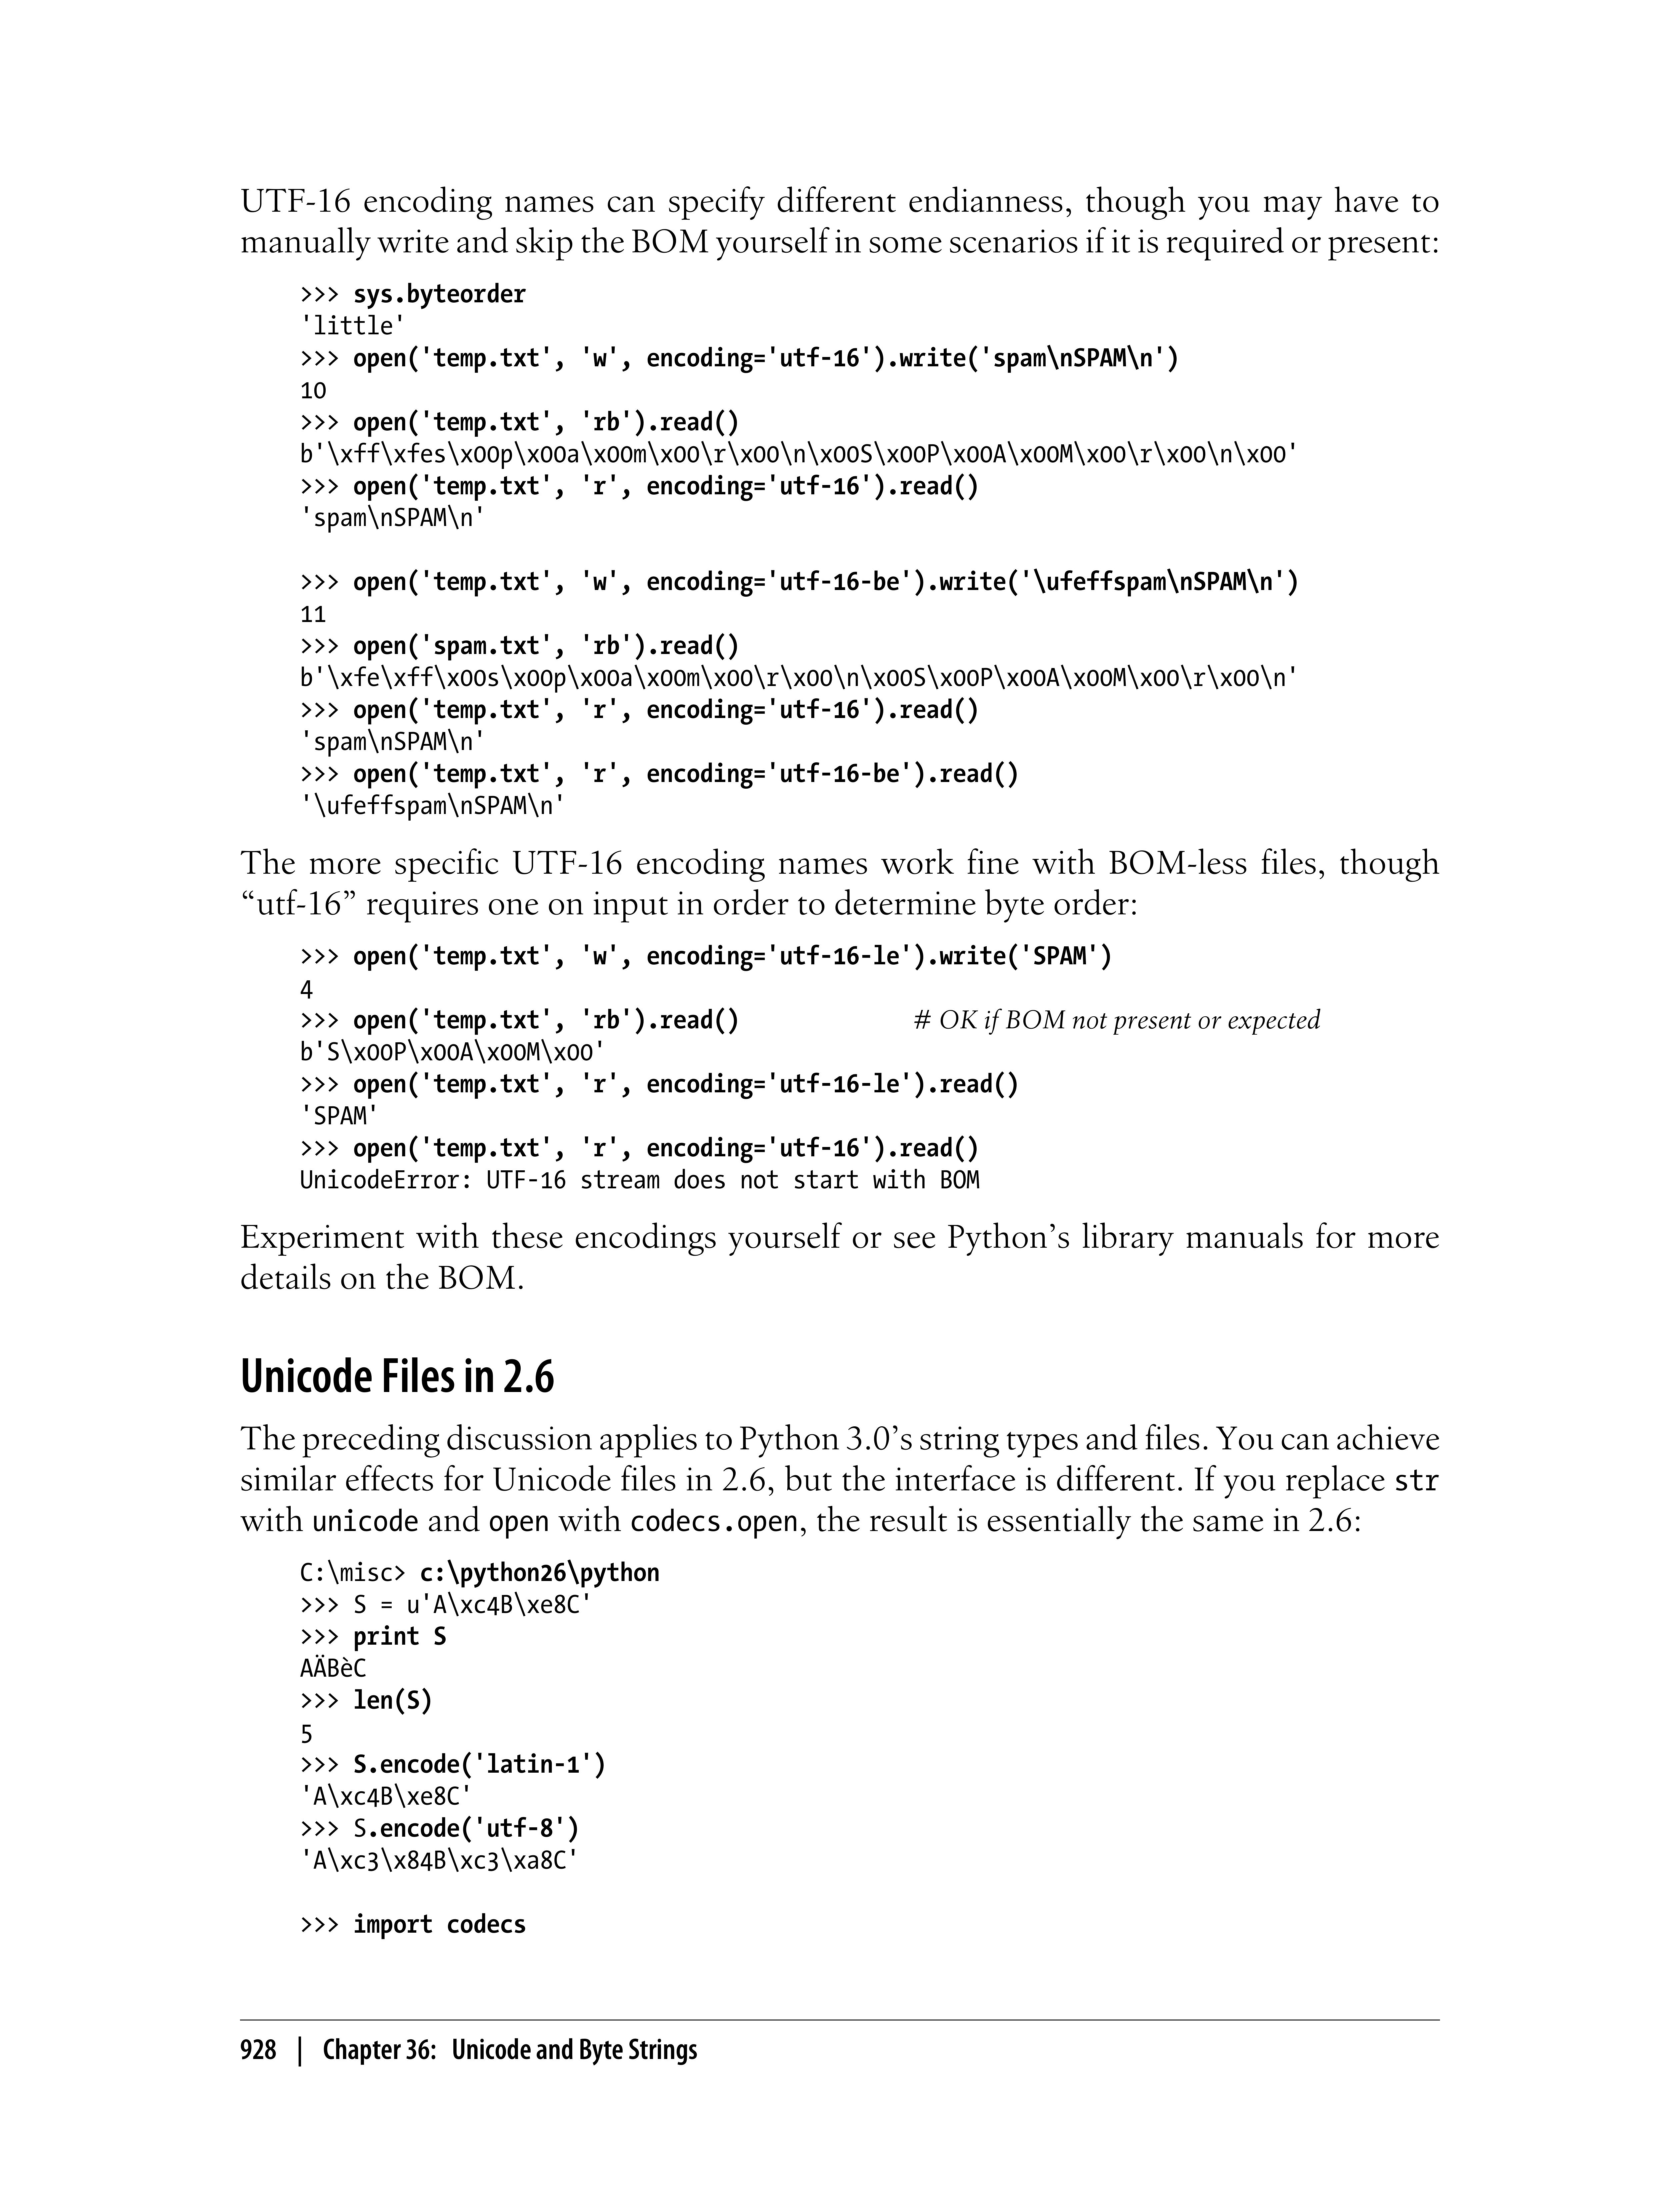 UTF-16 encoding names can specify different endianness, though you may have to
manually write and skip the BOM yourself in some scenarios if it is required or present:
>>> sys.byteorder
'little'
>>> open('temp.txt', 'w', encoding='utf-16').write('spam\nSPAM\n')
10
>>> open('temp.txt', 'rb').read()
b'\xff\xfes\x00p\x00a\x00m\x00\r\x00\n\x00S\x00P\x00A\x00M\x00\r\x00\n\x00'
>>> open('temp.txt', 'r', encoding='utf-16').read()
'spam\nSPAM\n'
>>> open('temp.txt', 'w', encoding='utf-16-be').write('\ufeffspam\nSPAM\n')
11
>>> open('spam.txt', 'rb').read()
b'\xfe\xff\x00s\x00p\x00a\x00m\x00\r\x00\n\x00S\x00P\x00A\x00M\x00\r\x00\n'
>>> open('temp.txt', 'r', encoding='utf-16').read()
'spam\nSPAM\n'
>>> open('temp.txt', 'r', encoding='utf-16-be').read()
'\ufeffspam\nSPAM\n'
The more specific UTF-16 encoding names work fine with BOM-less files, though
“utf-16” requires one on input in order to determine byte order:
>>> open('temp.txt', 'w', encoding='utf-16-le').write('SPAM')
4
>>> open('temp.txt', 'rb').read() # OK if BOM not present or expected
b'S\x00P\x00A\x00M\x00'
>>> open('temp.txt', 'r', encoding='utf-16-le').read()
'SPAM'
>>> open('temp.txt', 'r', encoding='utf-16').read()
UnicodeError: UTF-16 stream does not start with BOM
Experiment with these encodings yourself or see Python’s library manuals for more
details on the BOM.
Unicode Files in 2.6
The preceding discussion applies to Python 3.0’s string types and files. You can achieve
similar effects for Unicode files in 2.6, but the interface is different. If you replace str
with unicode and open with codecs.open, the result is essentially the same in 2.6:
C:\misc> c:\python26\python
>>> S = u'A\xc4B\xe8C'
>>> print S
AÄBèC
>>> len(S)
5
>>> S.encode('latin-1')
'A\xc4B\xe8C'
>>> S.encode('utf-8')
'A\xc3\x84B\xc3\xa8C'
>>> import codecs
928 | Chapter 36: Unicode and Byte Strings